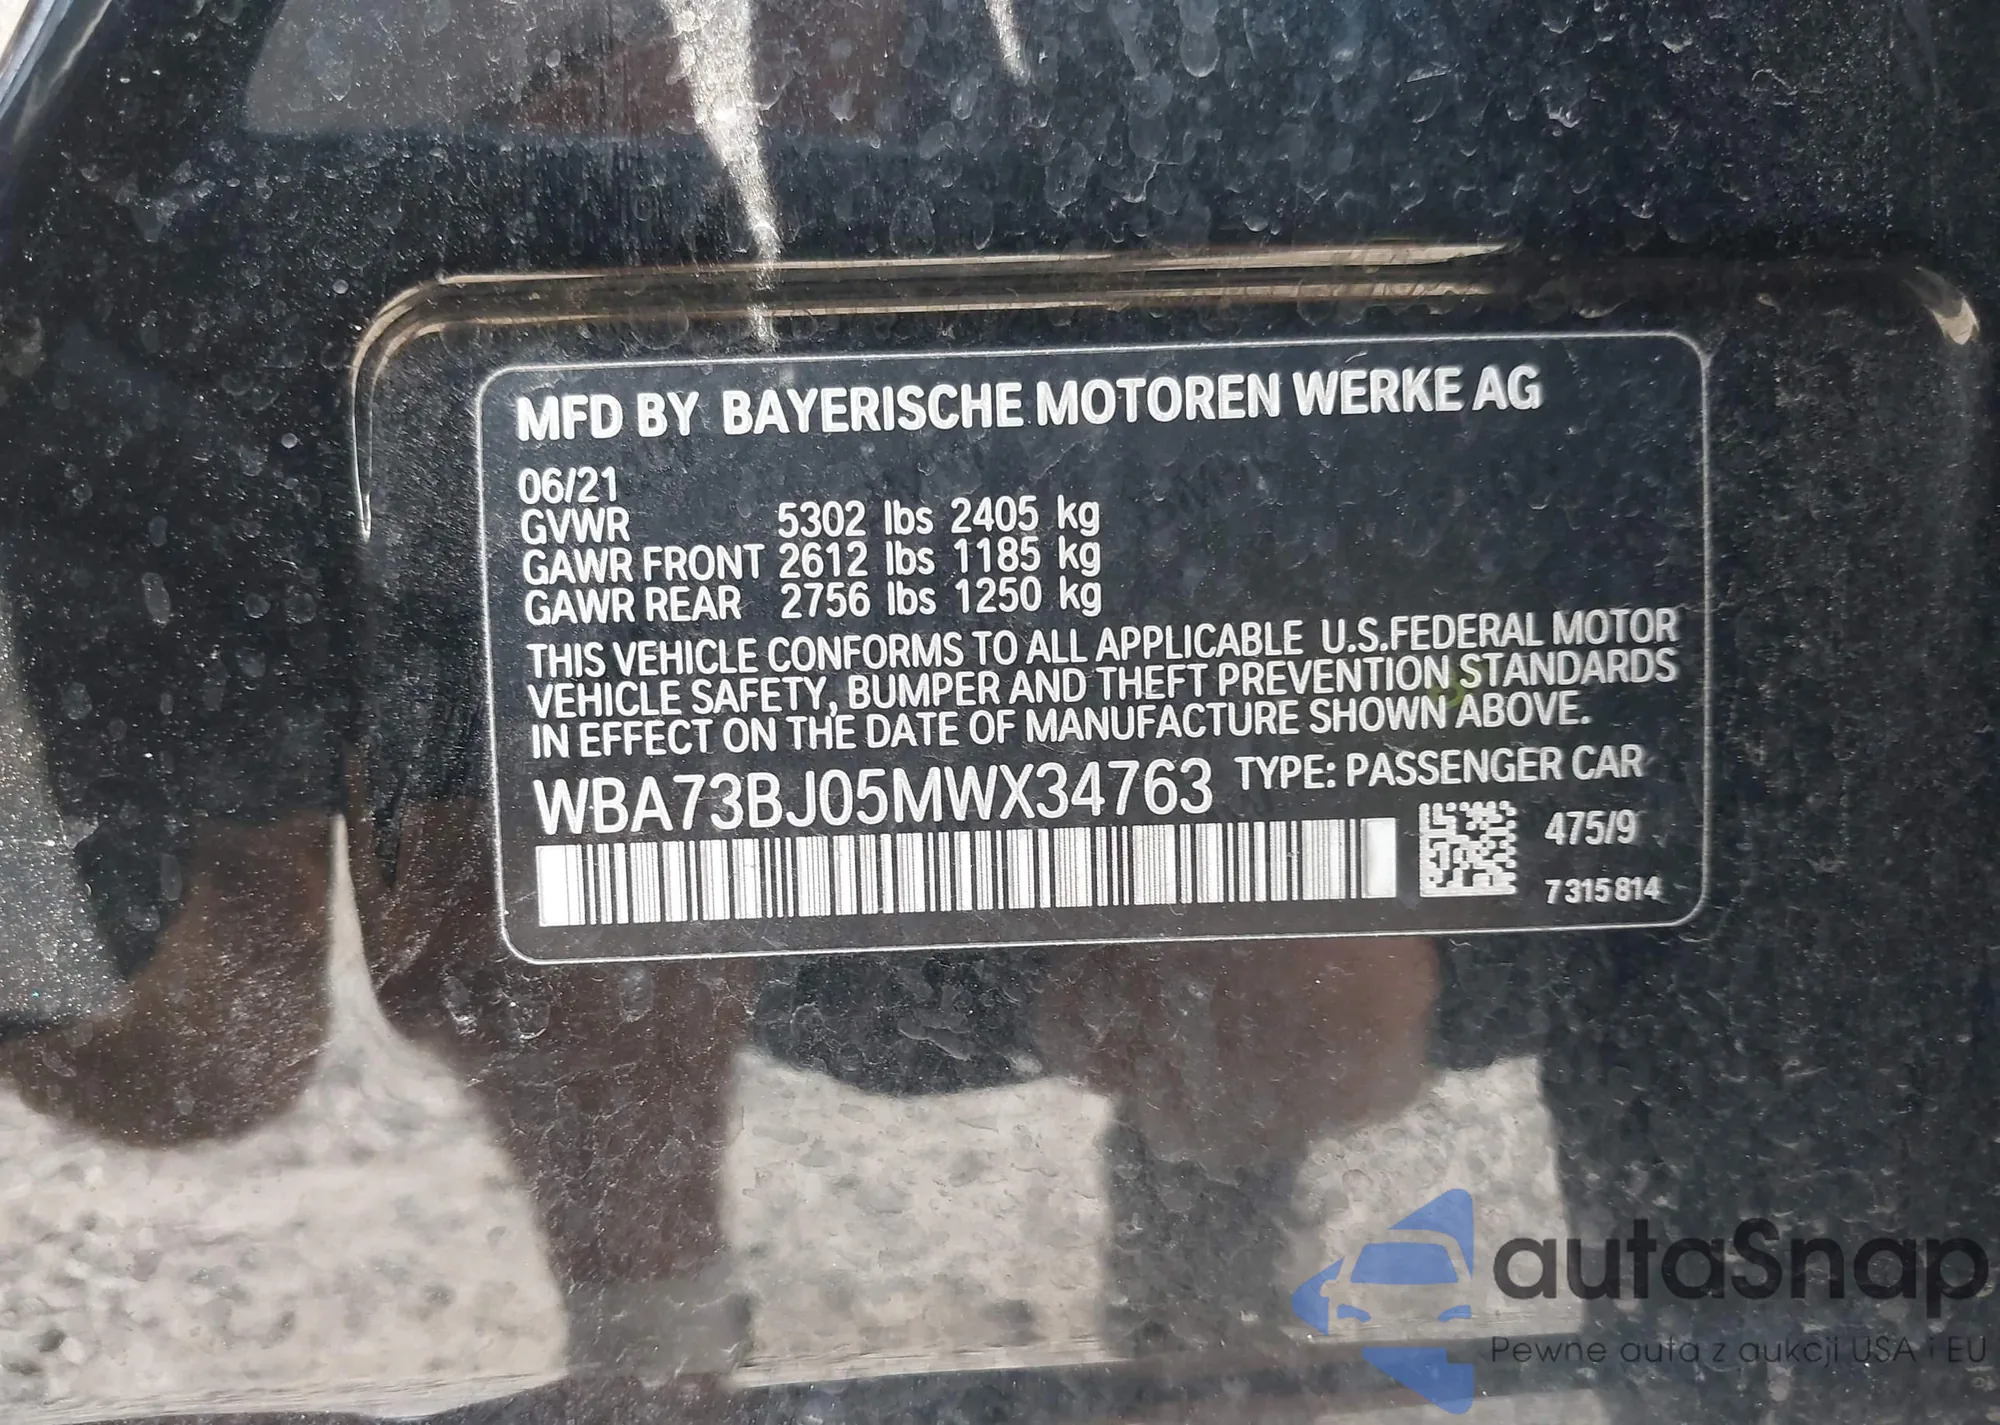 MFD BY BAYERISCHE MOTOREN WERKE AG
06/21
GVWR 5302 lbs 2405 kg
GAWR FRONT 2612 lbs 1185 kg
GAWR REAR 2756 lbs 1250 kg
THIS VEHICLE CONFORMS TO ALL APPLICABLE U.S.FEDERAL MOTOR
VEHICLE SAFETY, BUMPER AND THEFT PREVENTION STANDARDS
IN EFFECT ON THE DATE OF MANUFACTURE SHOWN ABOVE.
WBA73BJ05MWX34763 TYPE: PASSENGER CAR
475/9
7315814
autaSnap
Pewne auta z aukcji USA i EU